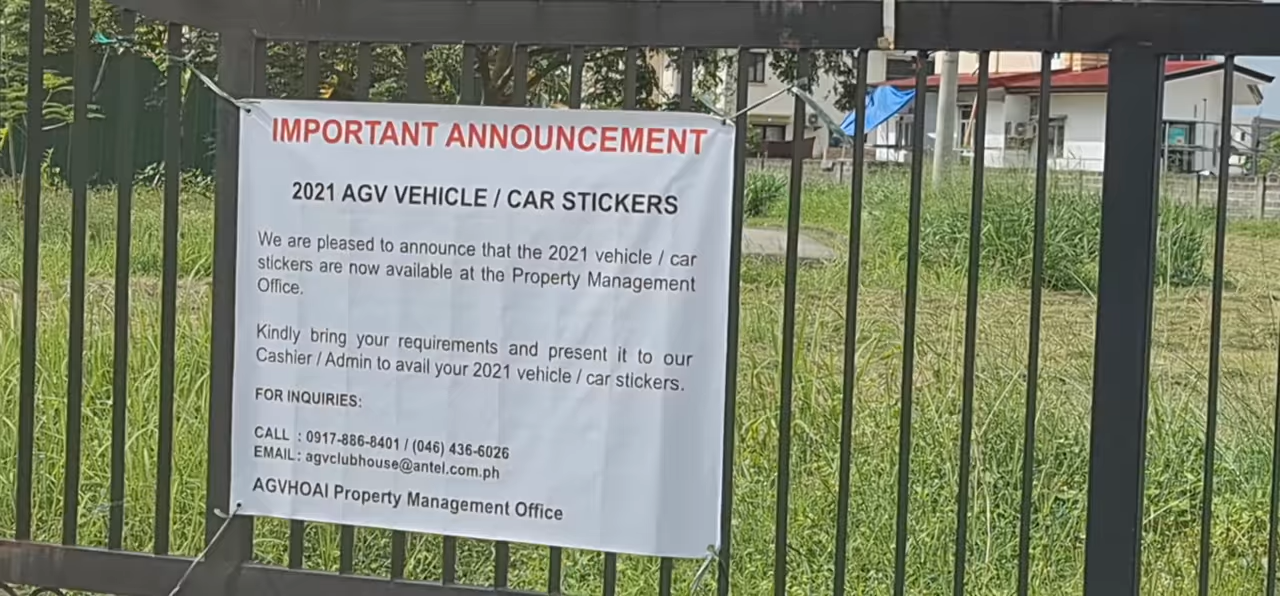 IMPORTANT ANNOUNCEMENT
2021 AGV VEHICLE / CAR STICKERS
We are pleased to announce that the 2021 vehicle / car
stickers are now available at the Property Management
Office.
Kindly bring your requirements and present it to our
Cashier / Admin to avail your 2021 vehicle / car stickers.
FOR INQUIRIES:
CALL : 0917-886-8401 / (046) 436-6026
EMAIL: agvclubhouse@antel.com.ph
AGVHOAI Property Management Office